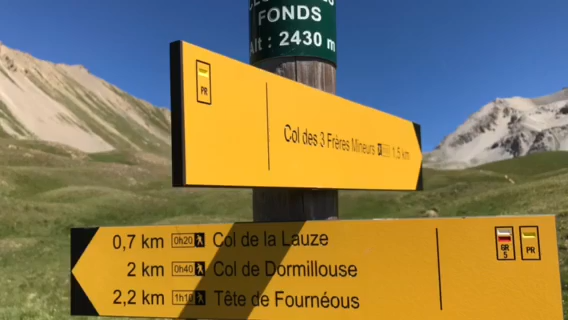 FONDS
Alt : 2430 m
PR
Col des 3 Frères Mineurs 1,5 km
0,7 km 0h20 Col de la Lauze
2 km 0h40 Col de Dormillouse
2,2 km 1h10 Tête de Fournéous
GR 5 PR